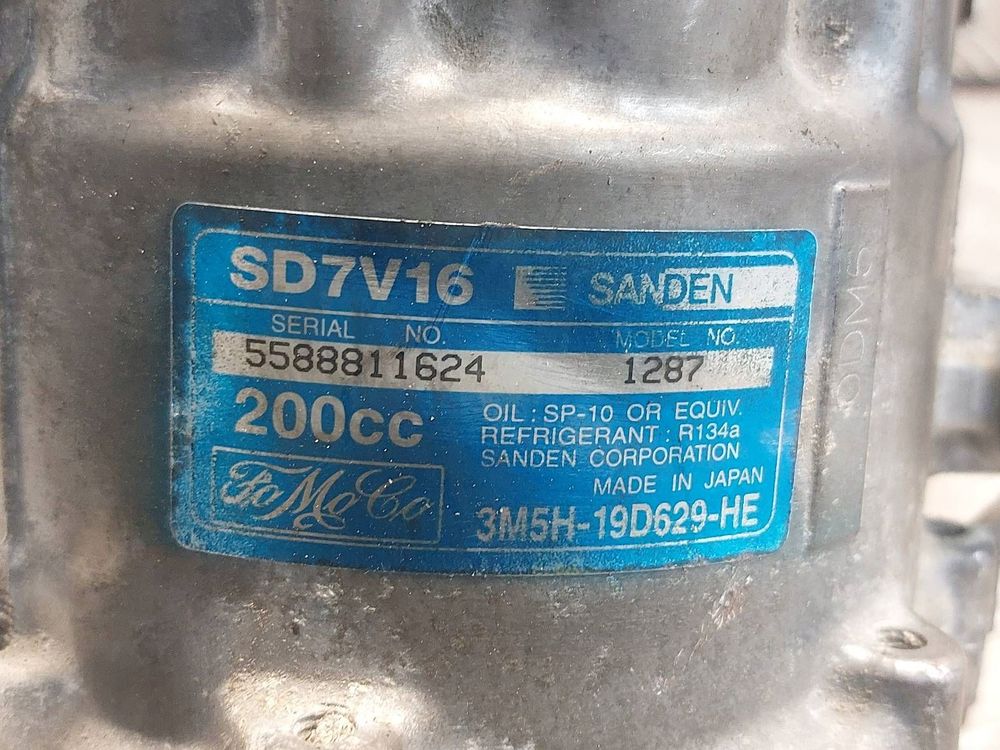 SD7V16 SANDEN
SERIAL NO. MODEL NO.
5588811624 1287
200cc
OIL : SP-10 OR EQUIV.
REFRIGERANT : R134a
SANDEN CORPORATION
MADE IN JAPAN
FoMoCo
3M5H-19D629-HE